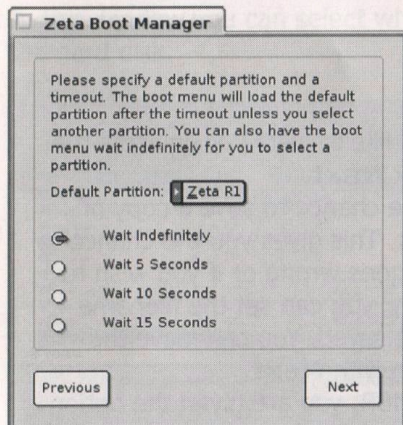 Zeta Boot Manager
Please specify a default partition and a
timeout. The boot menu will load the default
partition after the timeout unless you select
another partition. You can also have the boot
menu wait indefinitely for you to select a
partition.
Default Partition: Zeta R1
Wait Indefinitely
Wait 5 Seconds
Wait 10 Seconds
Wait 15 Seconds
Previous
Next